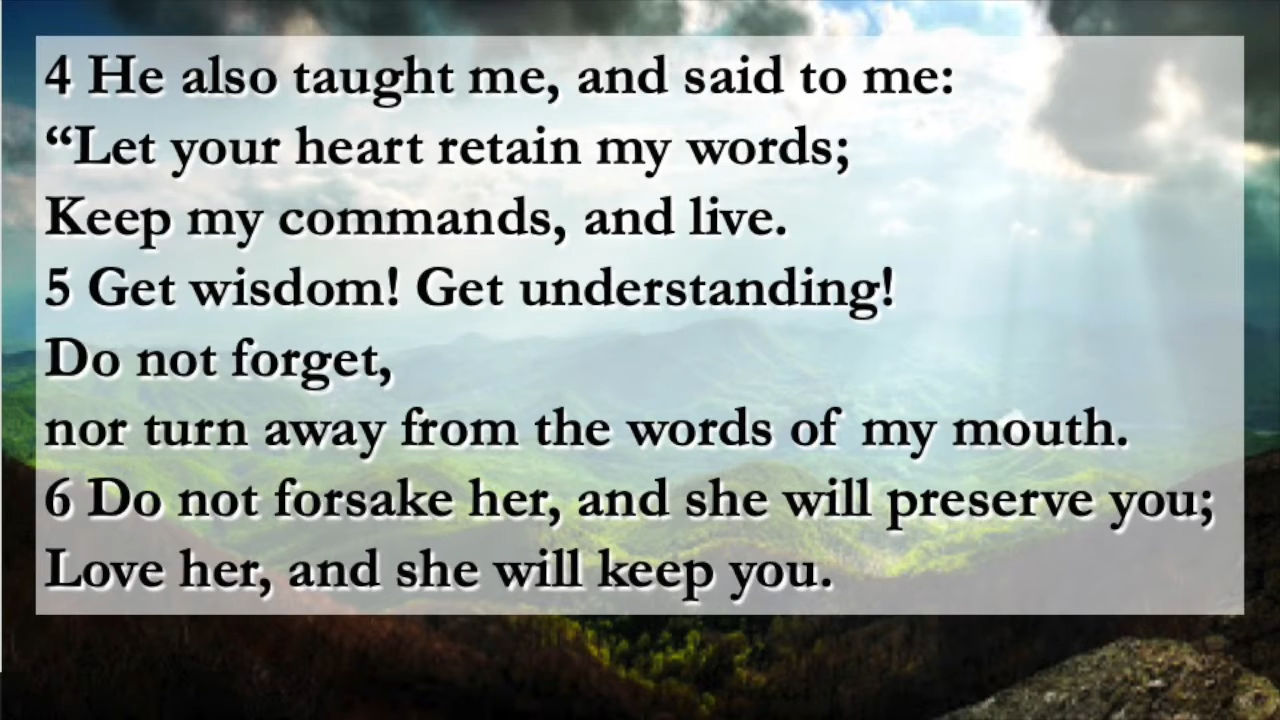 4 He also taught me, and said to me:
“Let your heart retain my words;
Keep my commands, and live.
5 Get wisdom! Get understanding!
Do not forget,
nor turn away from the words of my mouth.
6 Do not forsake her, and she will preserve you;
Love her, and she will keep you.